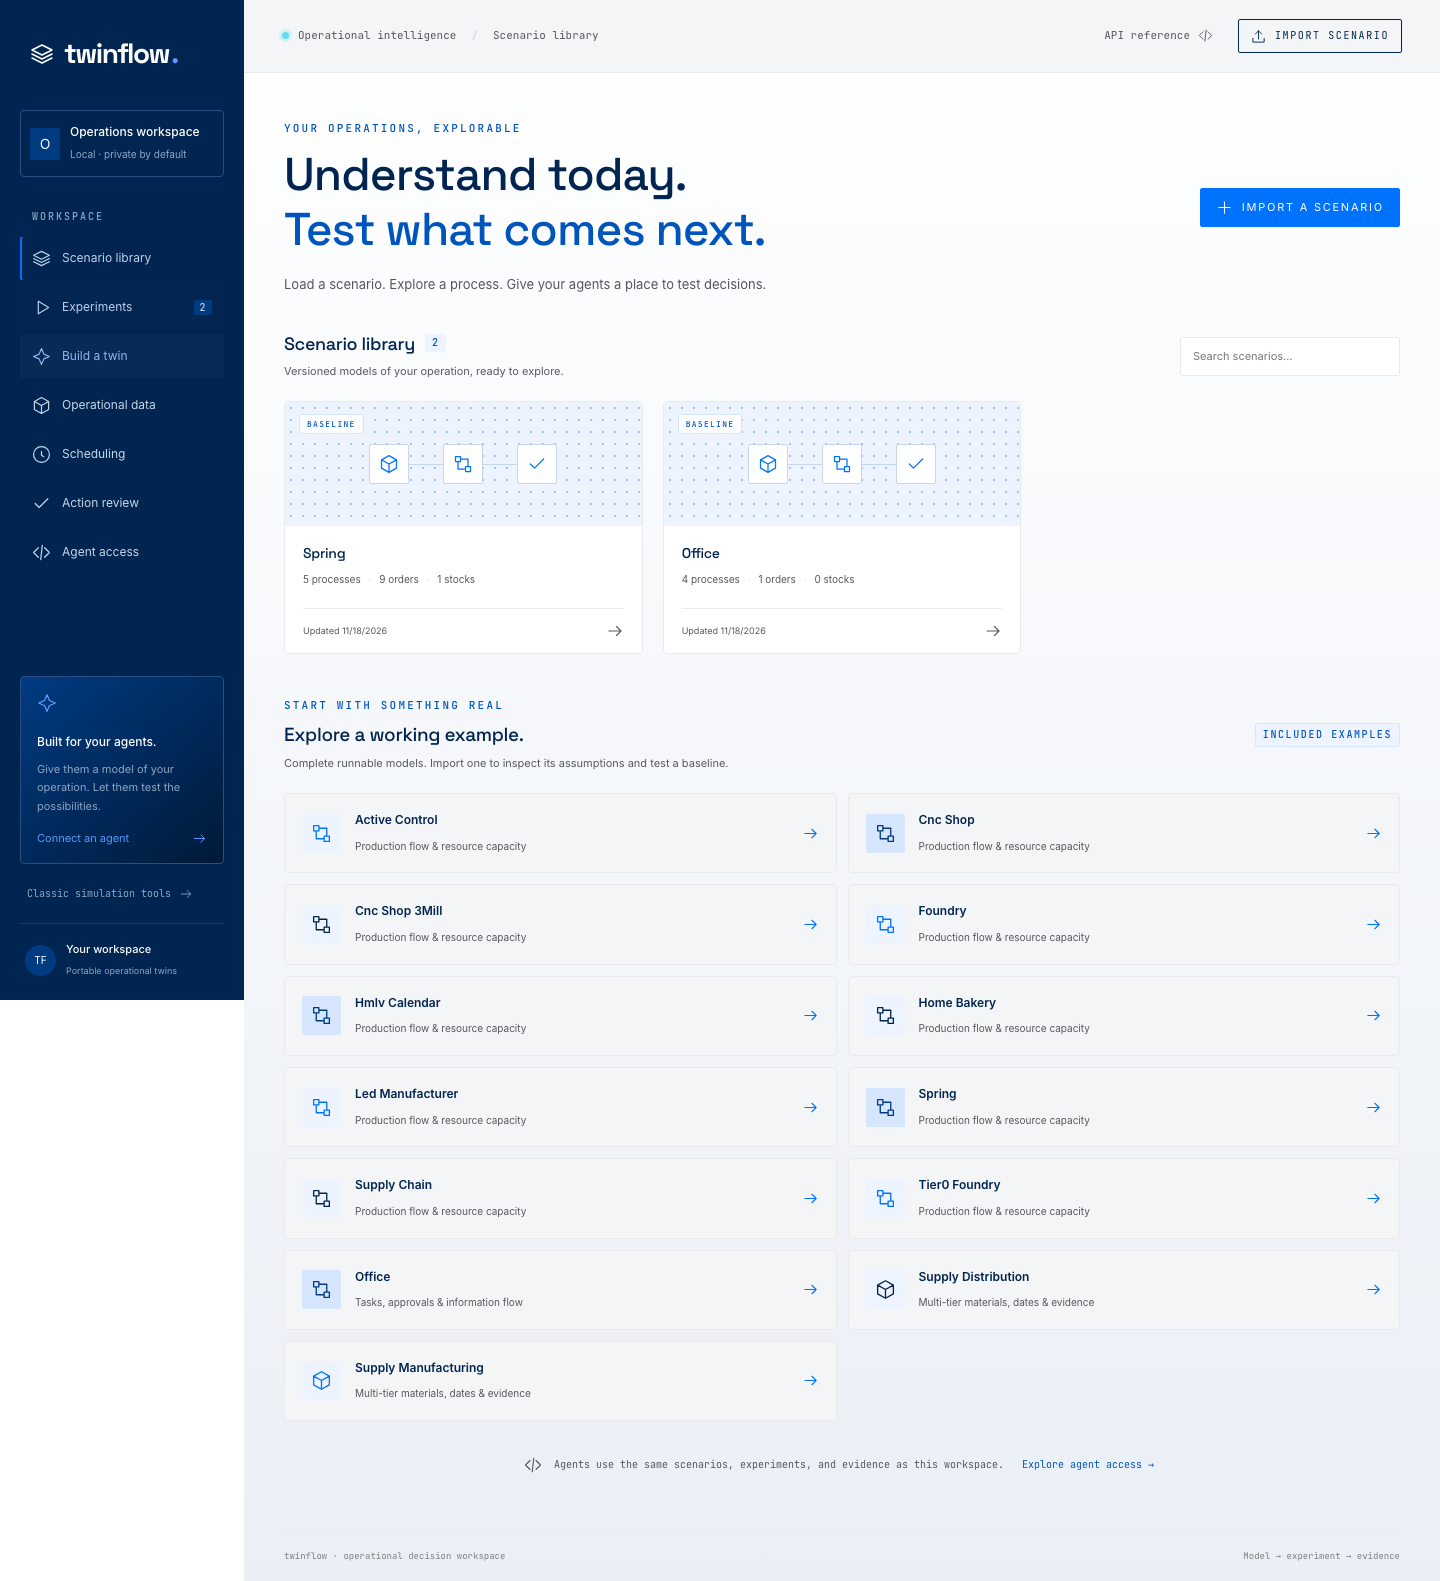 twinflow.
O
Operations workspace
Local · private by default
WORKSPACE
Scenario library
Experiments
2
Build a twin
Operational data
Scheduling
Action review
Agent access
Built for your agents.
Give them a model of your
operation. Let them test the
possibilities.
Connect an agent →
Classic simulation tools →
TF
Your workspace
Portable operational twins
Operational intelligence / Scenario library
API reference </>
IMPORT SCENARIO
YOUR OPERATIONS, EXPLORABLE
Understand today.
Test what comes next.
Load a scenario. Explore a process. Give your agents a place to test decisions.
+ IMPORT A SCENARIO
Scenario library 2
Versioned models of your operation, ready to explore.
Search scenarios...
BASELINE
Spring
5 processes · 9 orders · 1 stocks
Updated 11/18/2026 →
BASELINE
Office
4 processes · 1 orders · 0 stocks
Updated 11/18/2026 →
START WITH SOMETHING REAL
Explore a working example.
Complete runnable models. Import one to inspect its assumptions and test a baseline.
INCLUDED EXAMPLES
Active Control
Production flow & resource capacity
Cnc Shop
Production flow & resource capacity
Cnc Shop 3Mill
Production flow & resource capacity
Foundry
Production flow & resource capacity
Hmlv Calendar
Production flow & resource capacity
Home Bakery
Production flow & resource capacity
Led Manufacturer
Production flow & resource capacity
Spring
Production flow & resource capacity
Supply Chain
Production flow & resource capacity
Tier0 Foundry
Production flow & resource capacity
Office
Tasks, approvals & information flow
Supply Distribution
Multi-tier materials, dates & evidence
Supply Manufacturing
Multi-tier materials, dates & evidence
</> Agents use the same scenarios, experiments, and evidence as this workspace. Explore agent access →
twinflow · operational decision workspace
Model → experiment → evidence